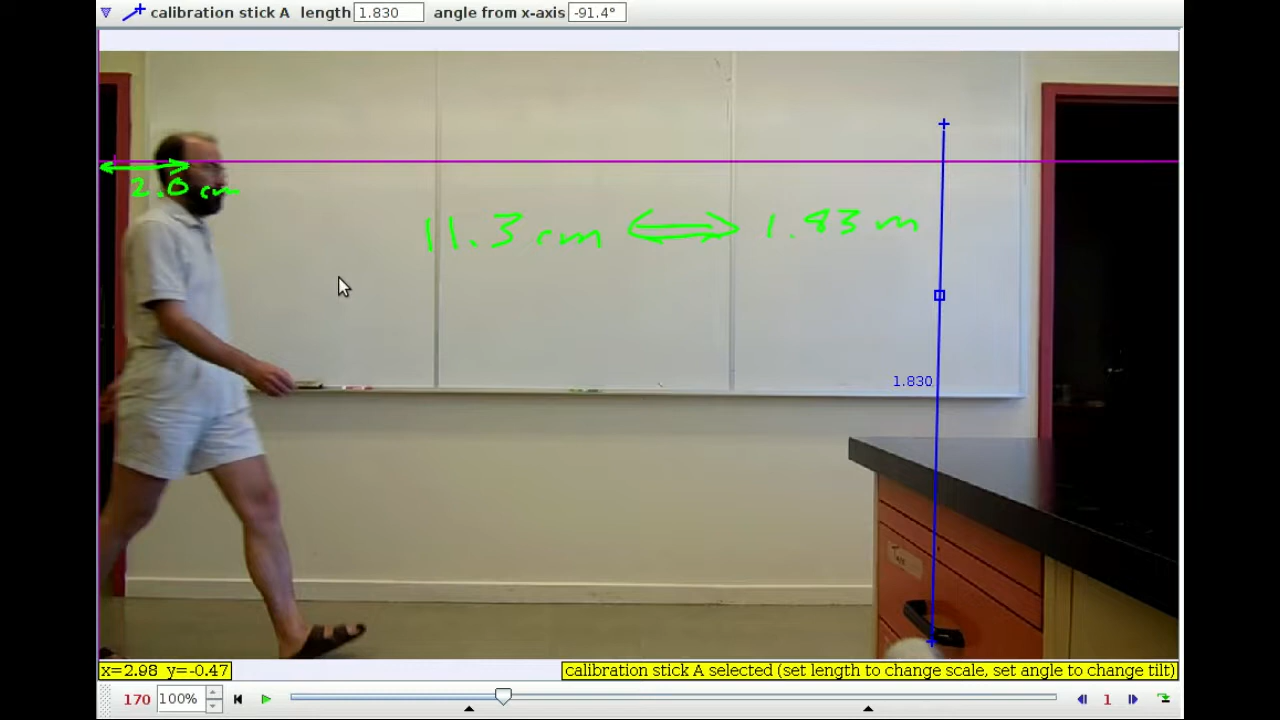 calibration stick A length 1.830 angle from x-axis -91.4°
2.0 cm
11.3 cm ⟺ 1.83 m
1.830
x=2.98 y=-0.47
calibration stick A selected (set length to change scale, set angle to change tilt)
170 100% 1